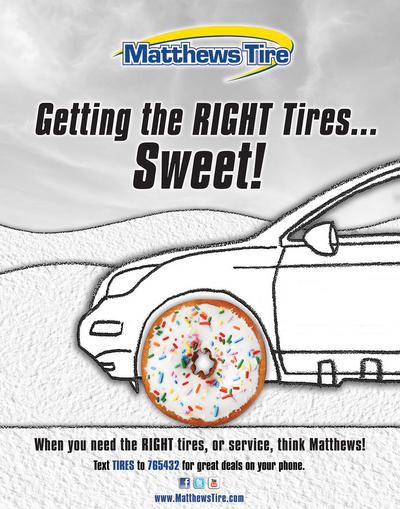 Matthews Tire
Getting the RIGHT Tires...
Sweet!
When you need the RIGHT tires, or service, think Matthews!
Text TIRES to 765432 for great deals on your phone.
www.MatthewsTire.com